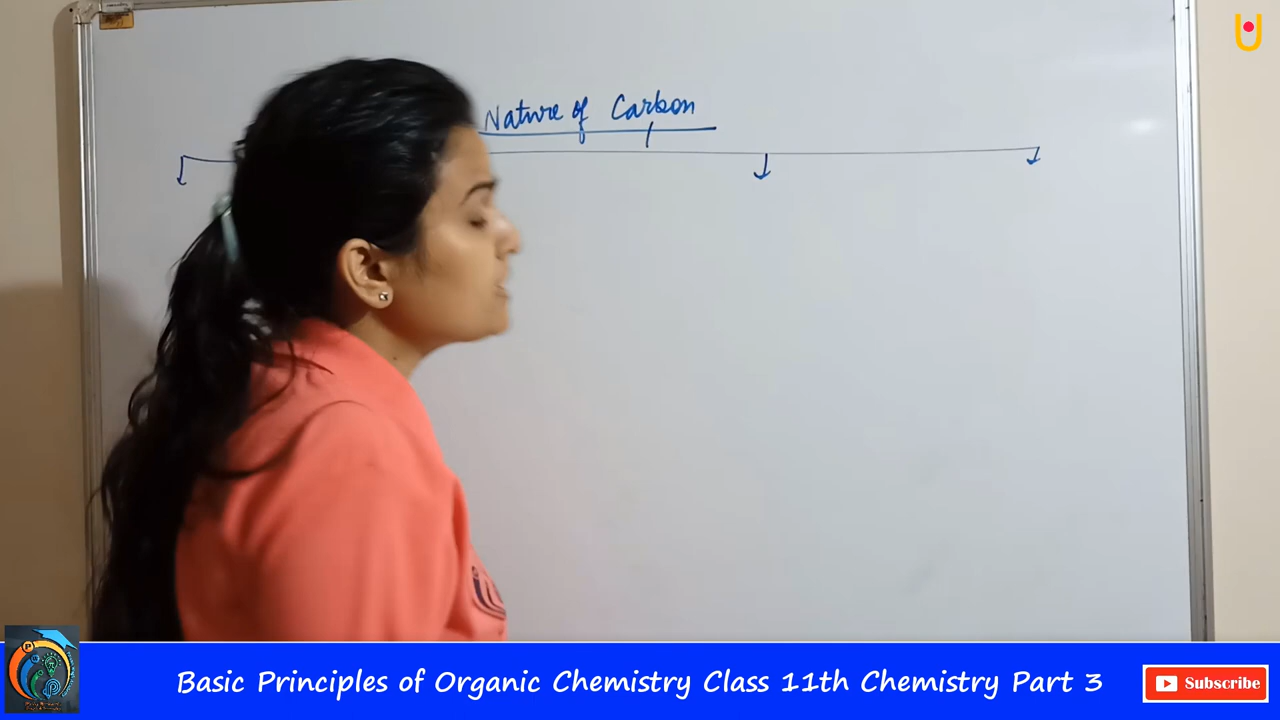 Nature of Carbon
Basic Principles of Organic Chemistry Class 11th Chemistry Part 3
Subscribe